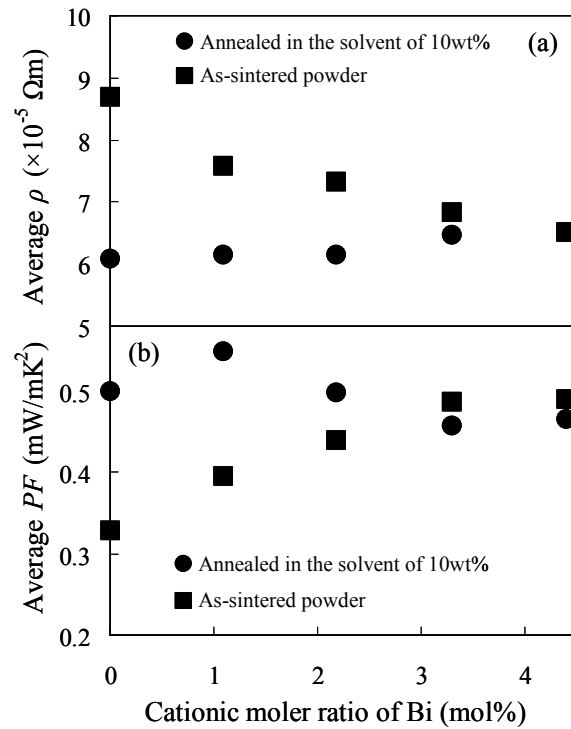 10
9
8
7
6
5
Average ρ (×10⁻⁵ Ωm)
Annealed in the solvent of 10wt%
As-sintered powder
(a)
(b)
0.5
0.4
0.3
0.2
Average PF (mW/mK²)
Annealed in the solvent of 10wt%
As-sintered powder
0 1 2 3 4
Cationic moler ratio of Bi (mol%)